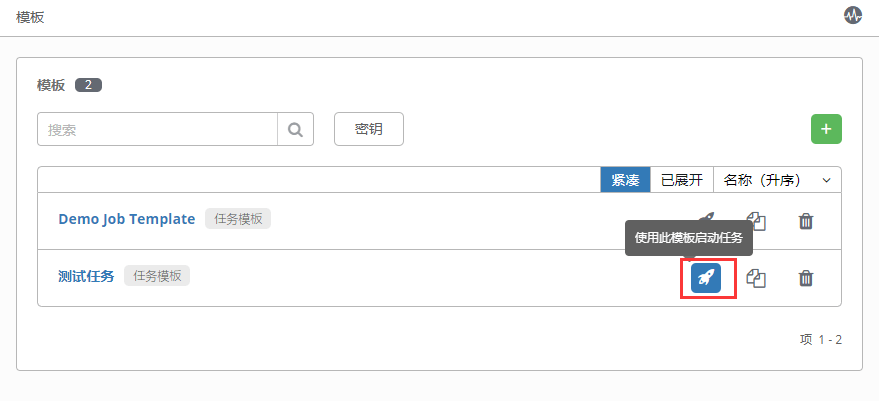 模板
模板 2
搜索 密钥 +
紧凑 已展开 名称（升序）
Demo Job Template 任务模板
使用此模板启动任务
测试任务 任务模板
项 1 - 2